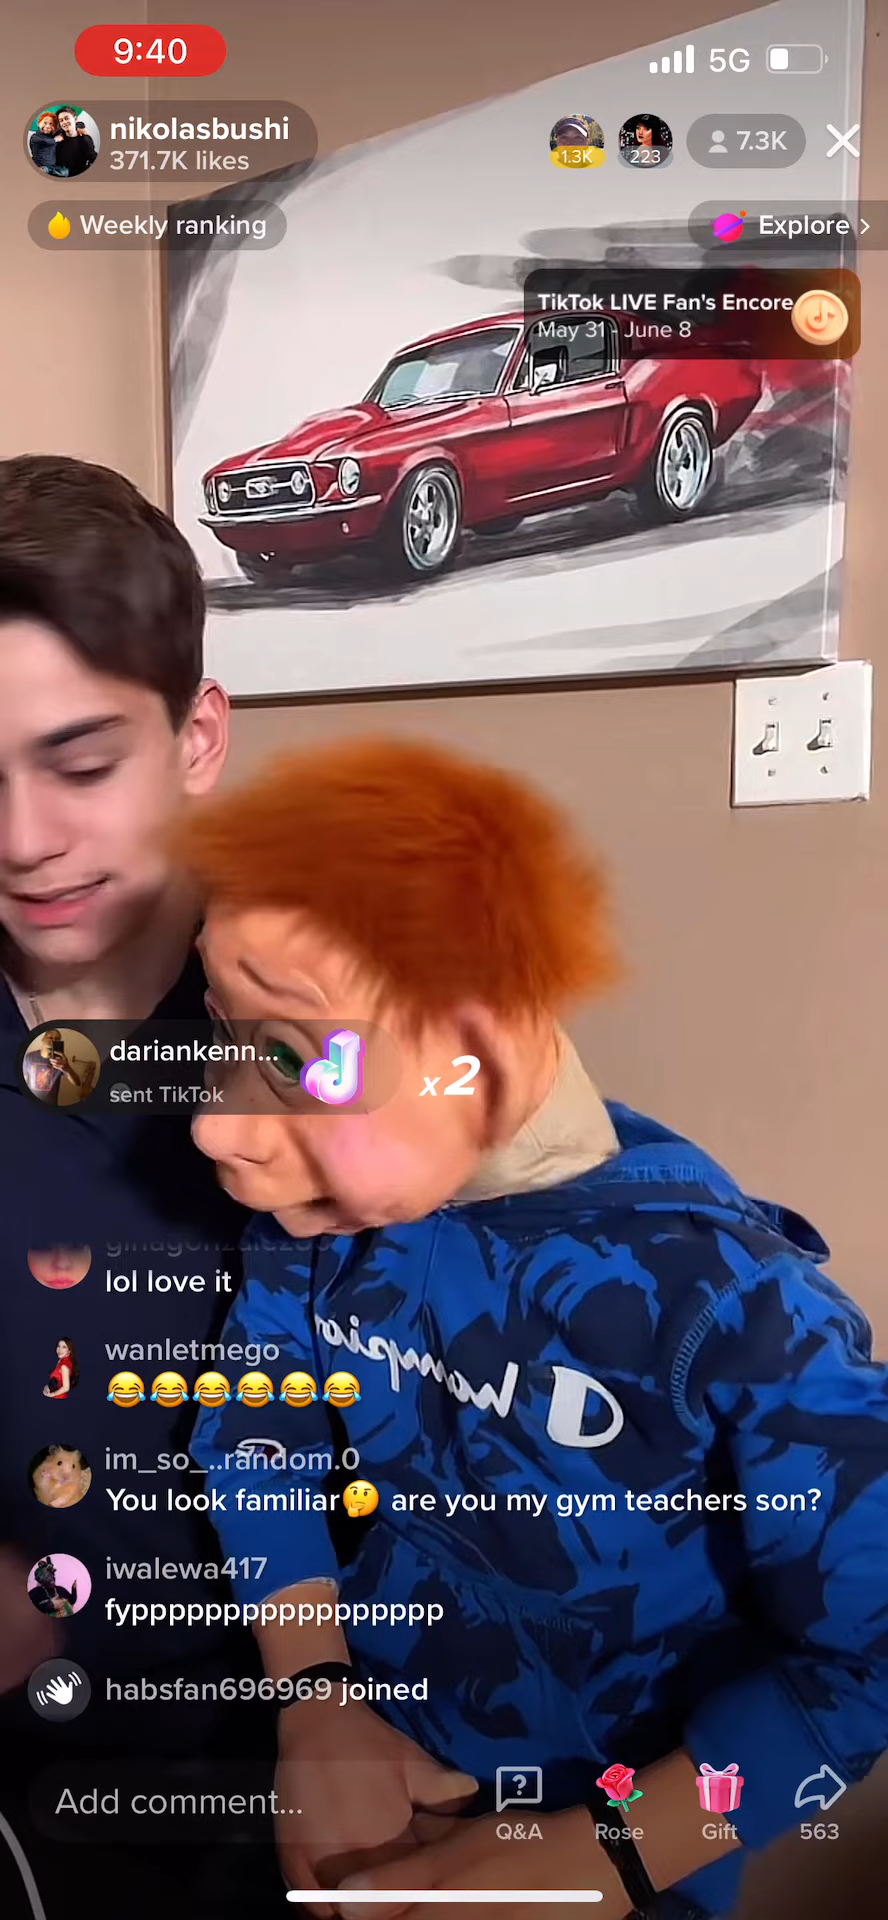 9:40
5G
nikolasbushi
371.7K likes
1.3K
223
7.3K
Weekly ranking
Explore >
TikTok LIVE Fan's Encore
May 31 - June 8
dariankenn...
sent TikTok
x2
lol love it
wanletmego
😂😂😂😂😂😂
im_so_..random.0
You look familiar🤔 are you my gym teachers son?
iwalewa417
fypppppppppppppppp
habsfan696969 joined
Champion
Add comment...
Q&A
Rose
Gift
563